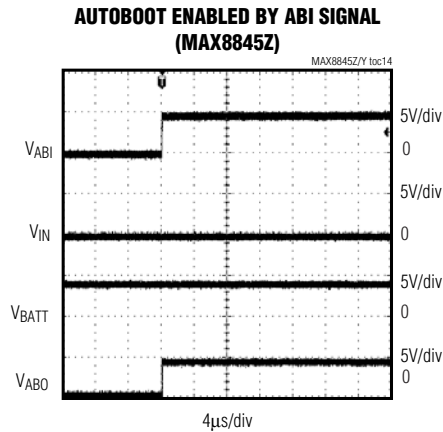 AUTOBOOT ENABLED BY ABI SIGNAL
(MAX8845Z)
MAX8845Z/Y toc14
T
5V/div
VABI
0
5V/div
VIN
0
5V/div
VBATT
0
5V/div
VABO
0
4µs/div